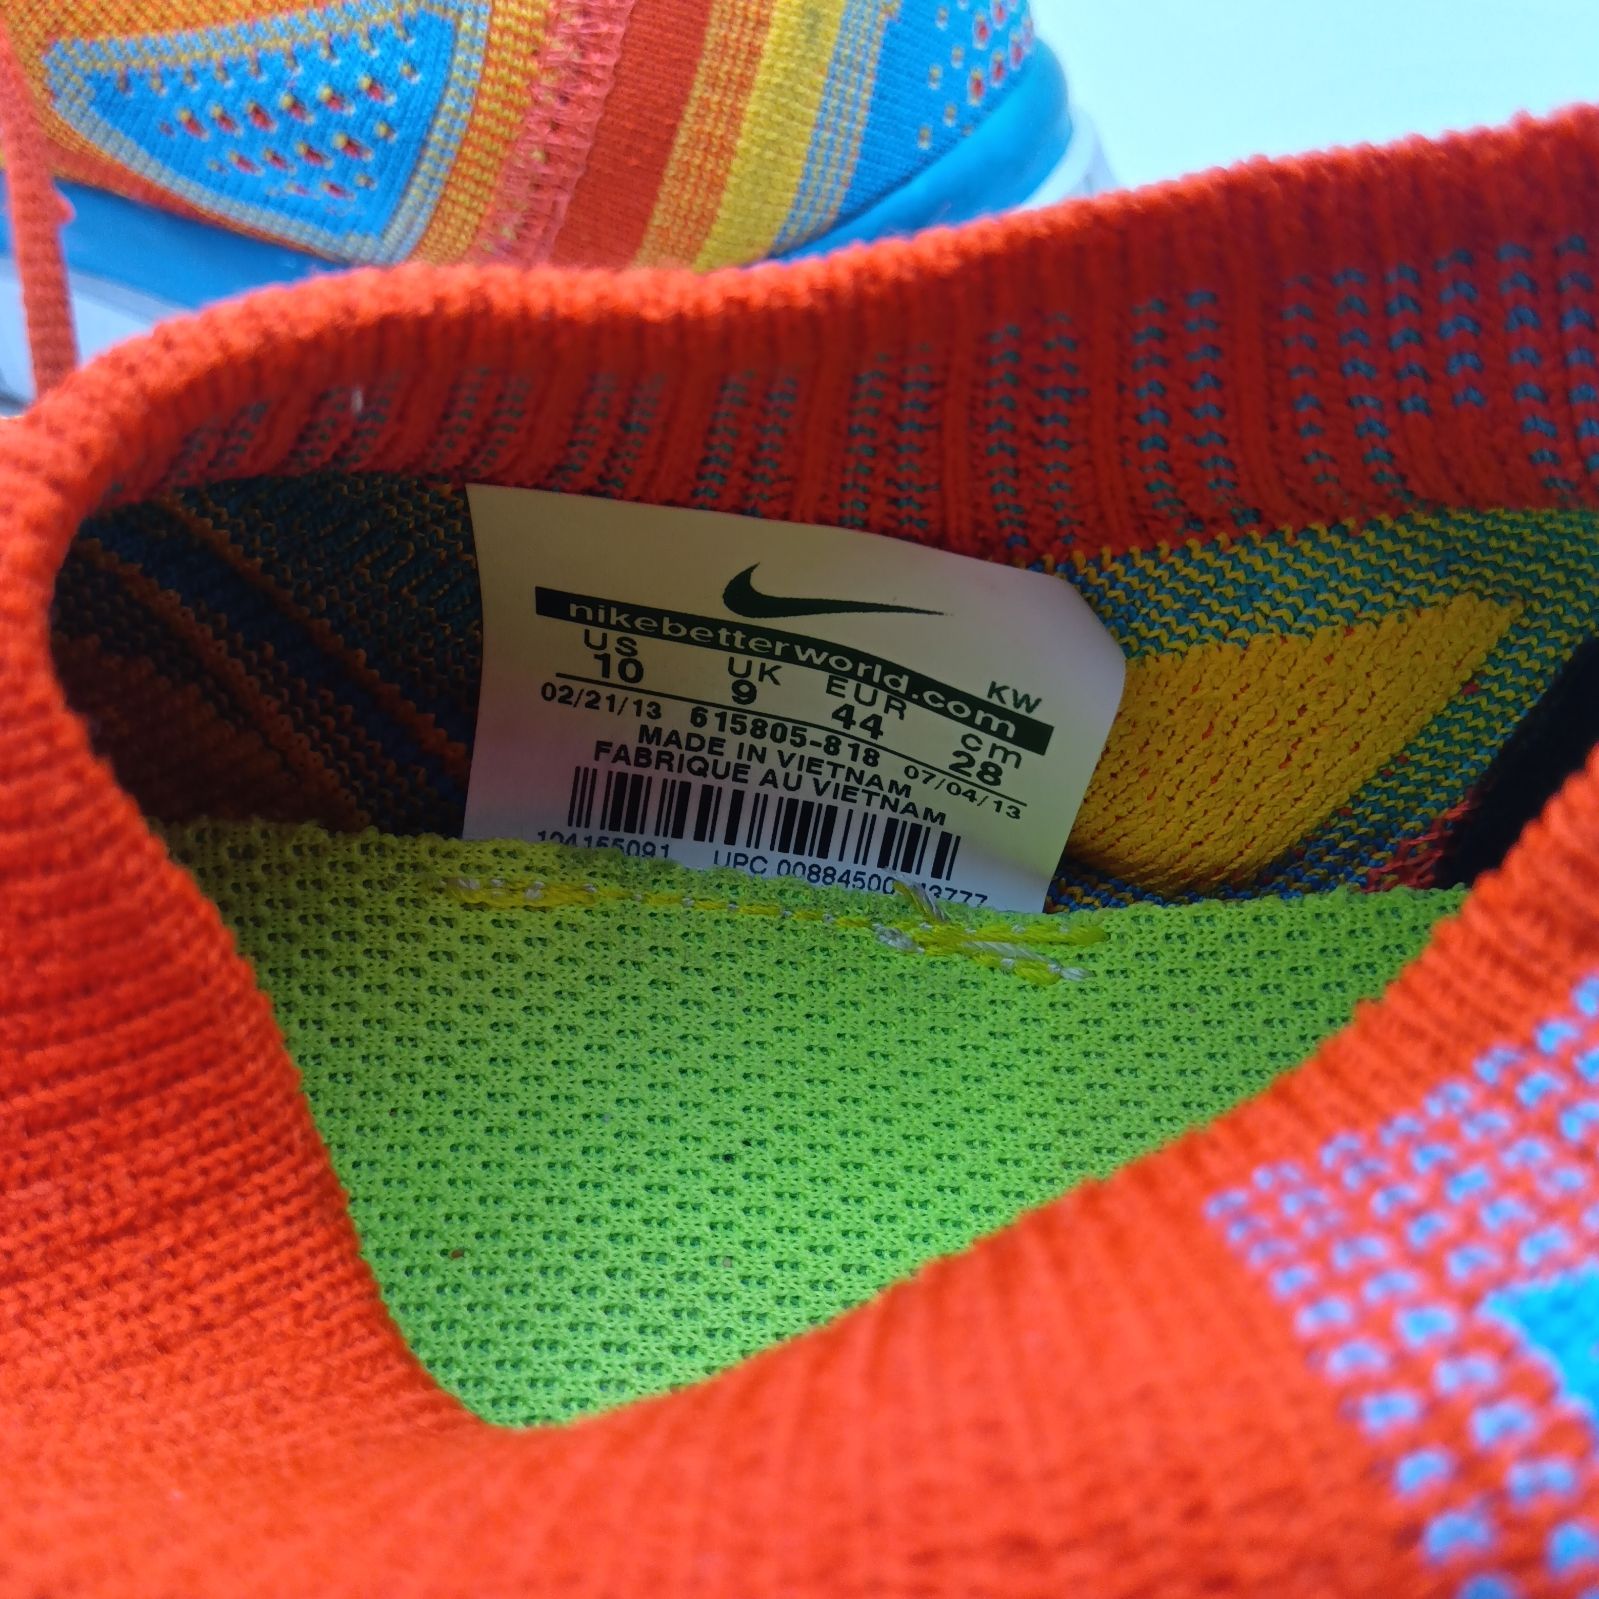 nikebetterworld.com
KW
US UK EUR cm
10 9 44 28
02/21/13 615805-818 07/04/13
MADE IN VIETNAM
FABRIQUE AU VIETNAM
UPC